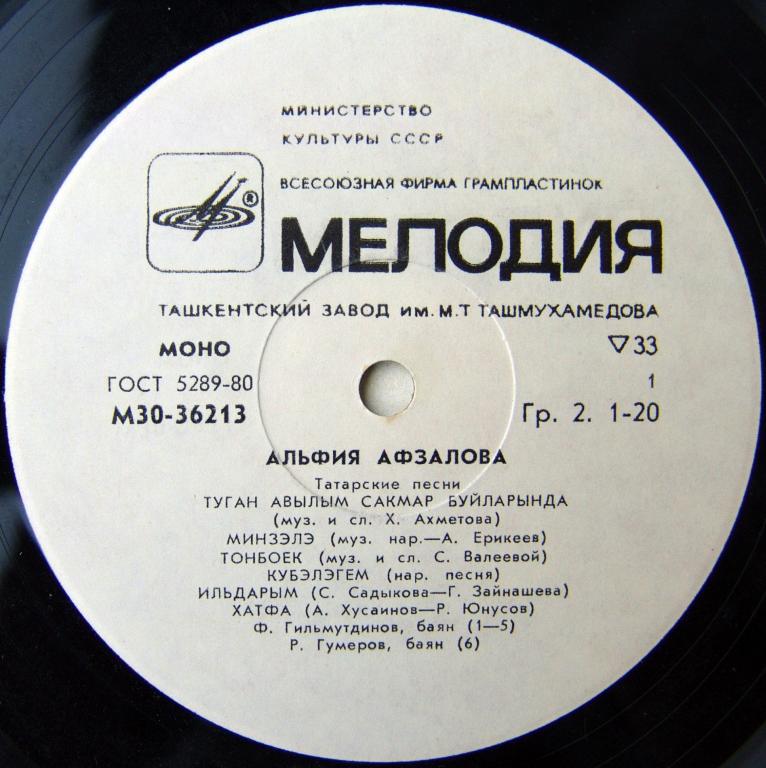 МИНИСТЕРСТВО
КУЛЬТУРЫ СССР
ВСЕСОЮЗНАЯ ФИРМА ГРАМПЛАСТИНОК
®
МЕЛОДИЯ
ТАШКЕНТСКИЙ ЗАВОД им. М.Т ТАШМУХАМЕДОВА
МОНО ▽33
ГОСТ 5289-80 1
М30-36213 Гр. 2. 1-20
АЛЬФИЯ АФЗАЛОВА
Татарские песни
ТУГАН АВЫЛЫМ САКМАР БУЙЛАРЫНДА
(муз. и сл. Х. Ахметова)
МИНЗЭЛЭ (муз. нар.—А. Ерикеев)
ТОНБОЕК (муз. и сл. С. Валеевой)
КУБЭЛЭГЕМ (нар. песня)
ИЛЬДАРЫМ (С. Садыкова—Г. Зайнашева)
ХАТФА (А. Хусаинов—Р. Юнусов)
Ф. Гильмутдинов, баян (1—5)
Р. Гумеров, баян (6)